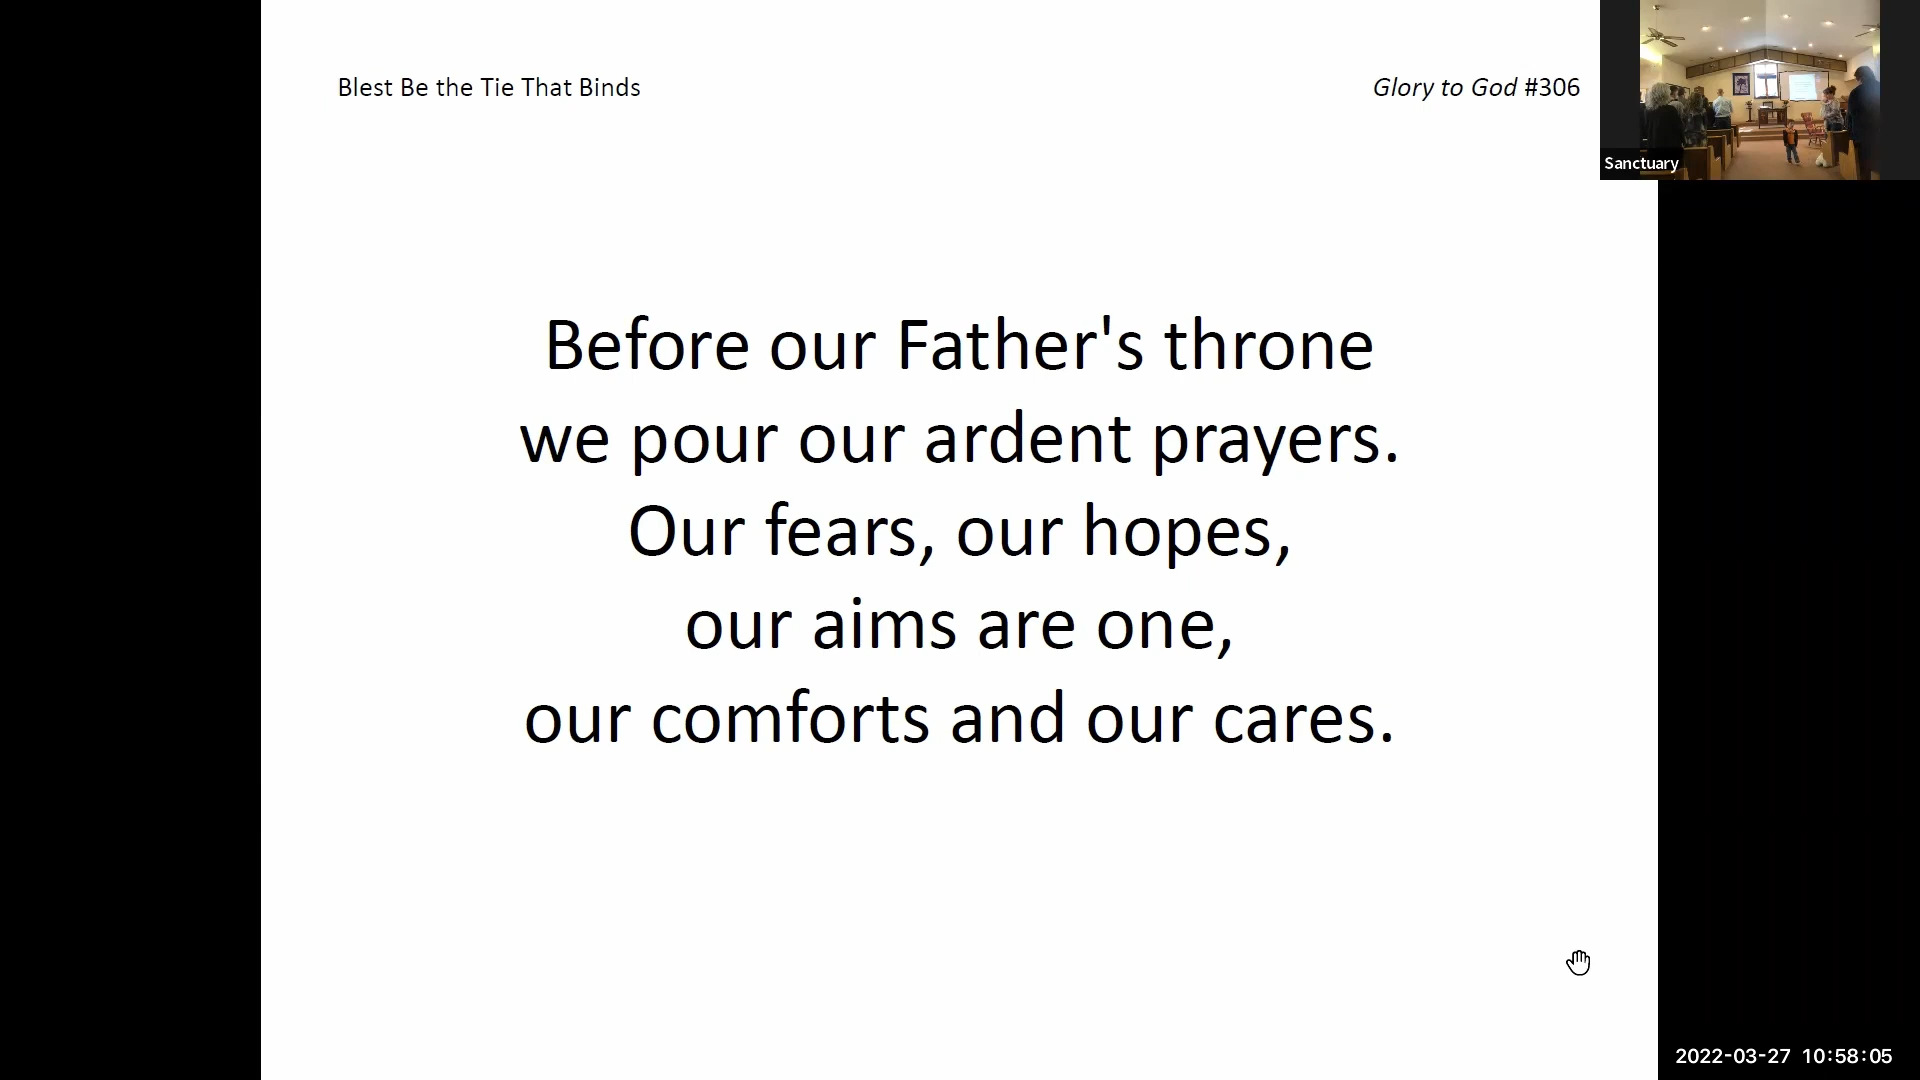 Blest Be the Tie That Binds
Glory to God #306
Sanctuary
Before our Father's throne
we pour our ardent prayers.
Our fears, our hopes,
our aims are one,
our comforts and our cares.
2022-03-27 10:58:05